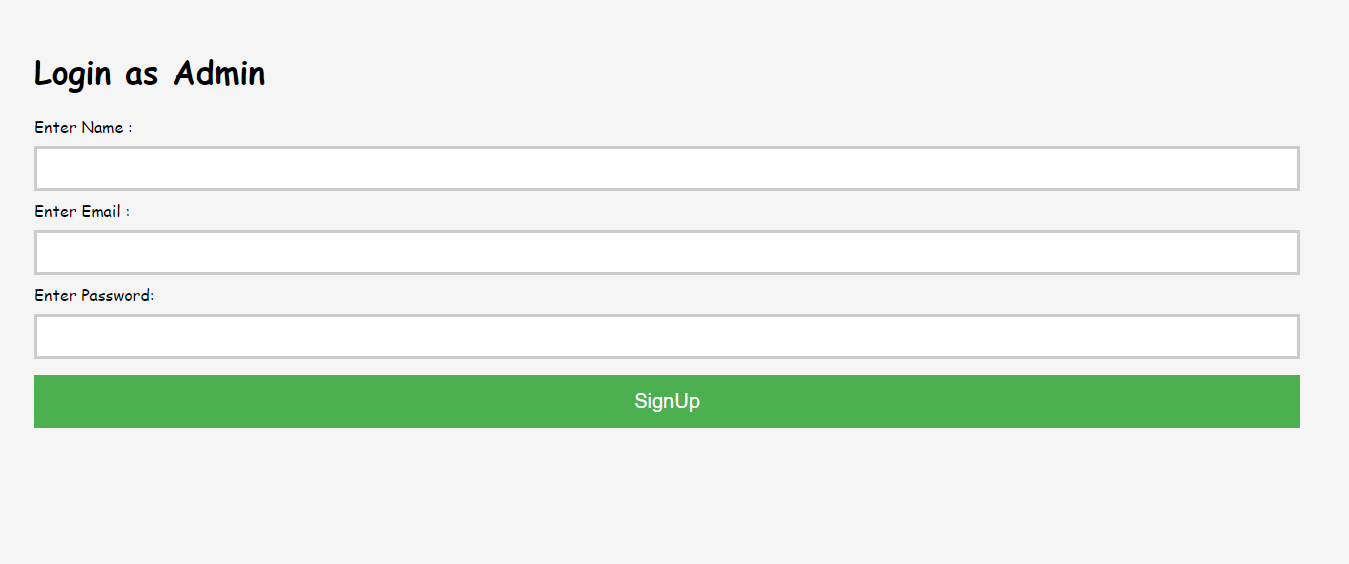 Login as Admin
Enter Name :
Enter Email :
Enter Password:
SignUp